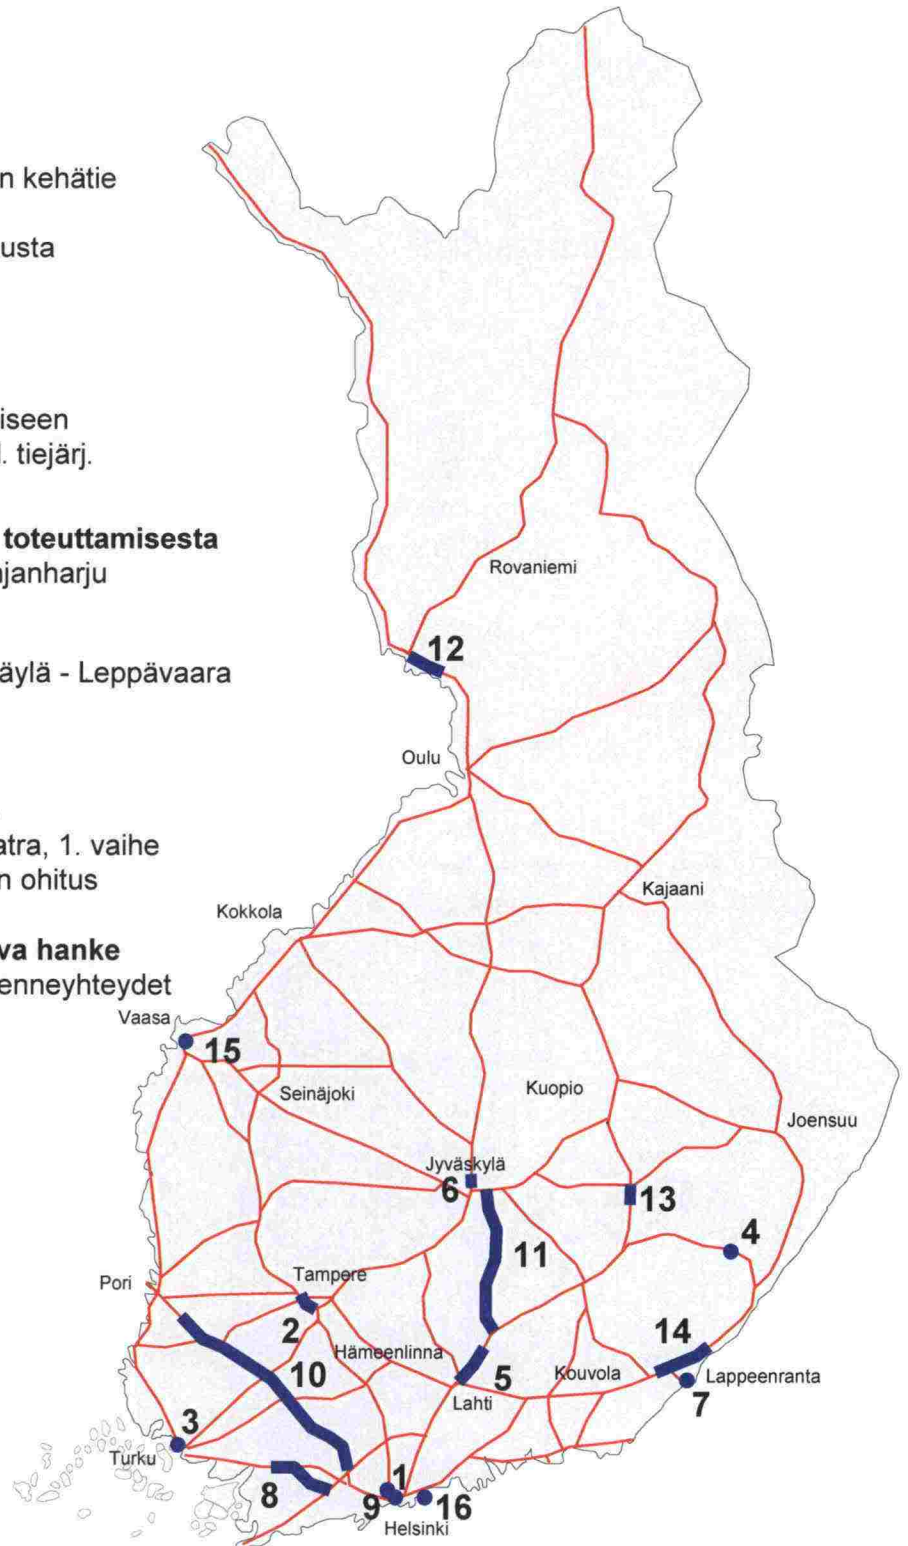 n kehätie
usta
iseen
l. tiejärj.
toteuttamisesta
njanharju
Rovaniemi
12
äylä - Leppävaara
Oulu
atra, 1. vaihe
n ohitus
Kajaani
Kokkola
va hanke
enneyhteydet
Vaasa
15
Seinäjoki
Kuopio
Joensuu
Jyväskylä
6
13
4
11
Pori
Tampere
2
14
Hämeenlinna
10
5
Kouvola
Lappeenranta
Lahti
7
3
Turku
8
1
9
16
Helsinki